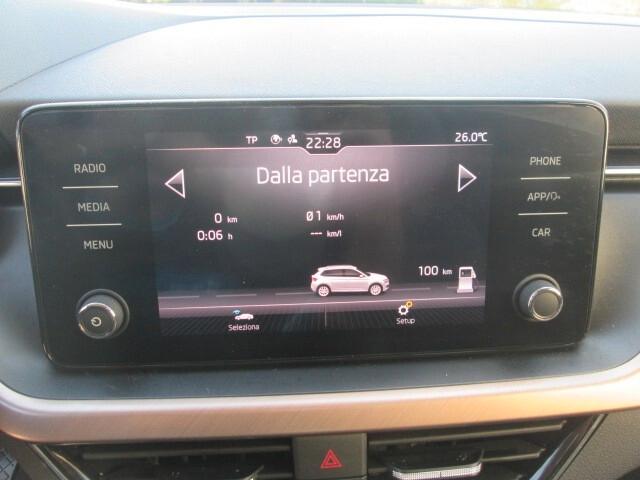 TP 22:28 26.0°C
RADIO
MEDIA
MENU
Dalla partenza
0 km Ø1 km/h
0:06 h --- km/l
100 km
Seleziona Setup
PHONE
APP/
CAR